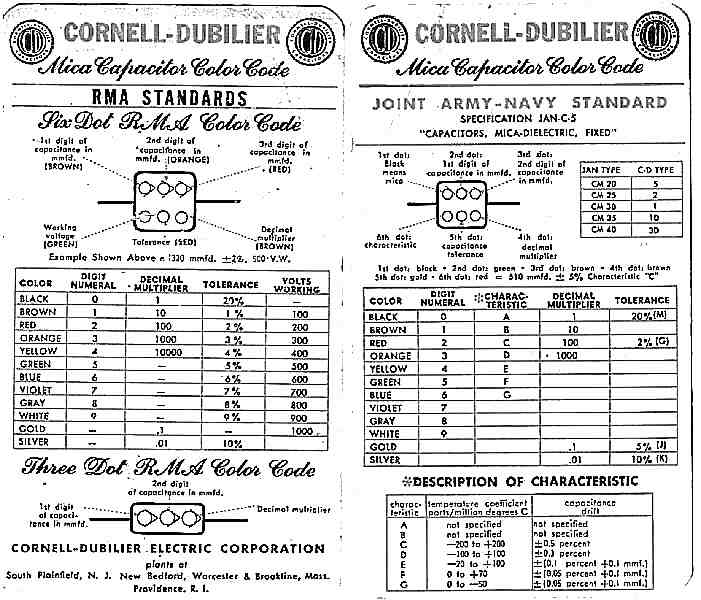 CORNELL-DUBILIER
Mica Capacitor Color Code
RMA STANDARDS
Six Dot RMA Color Code
1st digit of capacitance in mmfd. (BROWN)
2nd digit of capacitance in mmfd. (ORANGE)
3rd digit of capacitance in mmfd. (RED)
Working voltage (GREEN)
Tolerance (RED)
Decimal multiplier (BROWN)
Example Shown Above = 1320 mmfd. ±2%, 500 V.W.
COLOR DIGIT NUMERAL DECIMAL MULTIPLIER TOLERANCE VOLTS WORKING
BLACK 0 1 20% —
BROWN 1 10 1% 100
RED 2 100 2% 200
ORANGE 3 1000 3% 300
YELLOW 4 10000 4% 400
GREEN 5 — 5% 500
BLUE 6 — 6% 600
VIOLET 7 — 7% 700
GRAY 8 — 8% 800
WHITE 9 — 9% 900
GOLD — .1 — 1000
SILVER — .01 10%
Three Dot RMA Color Code
1st digit of capacitance in mmfd.
2nd digit of capacitance in mmfd.
Decimal multiplier
CORNELL-DUBILIER ELECTRIC CORPORATION
plants at
South Plainfield, N. J. New Bedford, Worcester & Brookline, Mass.
Providence, R. I.
CORNELL-DUBILIER
Mica Capacitor Color Code
JOINT ARMY-NAVY STANDARD
SPECIFICATION JAN-C-5
"CAPACITORS, MICA-DIELECTRIC, FIXED"
1st dot: Black means mica
2nd dot: 1st digit of capacitance in mmfd.
3rd dot: 2nd digit of capacitance in mmfd.
6th dot: characteristic
5th dot: capacitance tolerance
4th dot: decimal multiplier
JAN TYPE C-D TYPE
CM 20 5
CM 25 2
CM 30 1
CM 35 10
CM 40 30
1st dot: black • 2nd dot: green • 3rd dot: brown • 4th dot: brown
5th dot: gold • 6th dot: red = 510 mmfd. ± 5% Characteristic "C"
COLOR DIGIT NUMERAL ※CHARACTERISTIC DECIMAL MULTIPLIER TOLERANCE
BLACK 0 A 1 20% (M)
BROWN 1 B 10
RED 2 C 100 2% (G)
ORANGE 3 D 1000
YELLOW 4 E
GREEN 5 F
BLUE 6 G
VIOLET 7
GRAY 8
WHITE 9
GOLD .1 5% (J)
SILVER .01 10% (K)
※DESCRIPTION OF CHARACTERISTIC
characteristic temperature coefficient parts/million degrees C capacitance drift
A not specified not specified
B not specified not specified
C —200 to +200 ±0.5 percent
D —100 to +100 ±0.3 percent
E —20 to +100 ±(0.1 percent +0.1 mmf.)
F 0 to +70 ±(0.05 percent +0.1 mmf.)
G 0 to —50 ±(0.05 percent +0.1 mmf.)